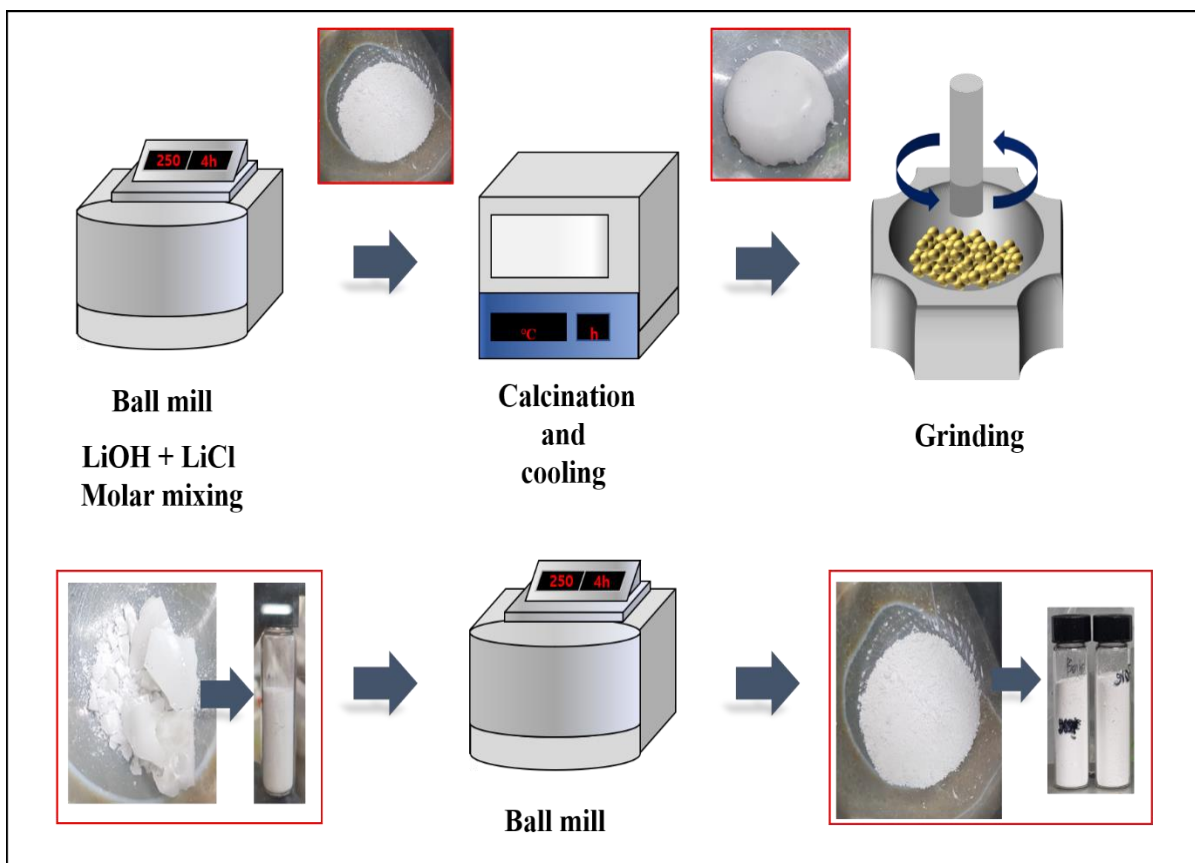 250 4h
Ball mill
LiOH + LiCl
Molar mixing
°C h
Calcination
and
cooling
Grinding
250 4h
Ball mill